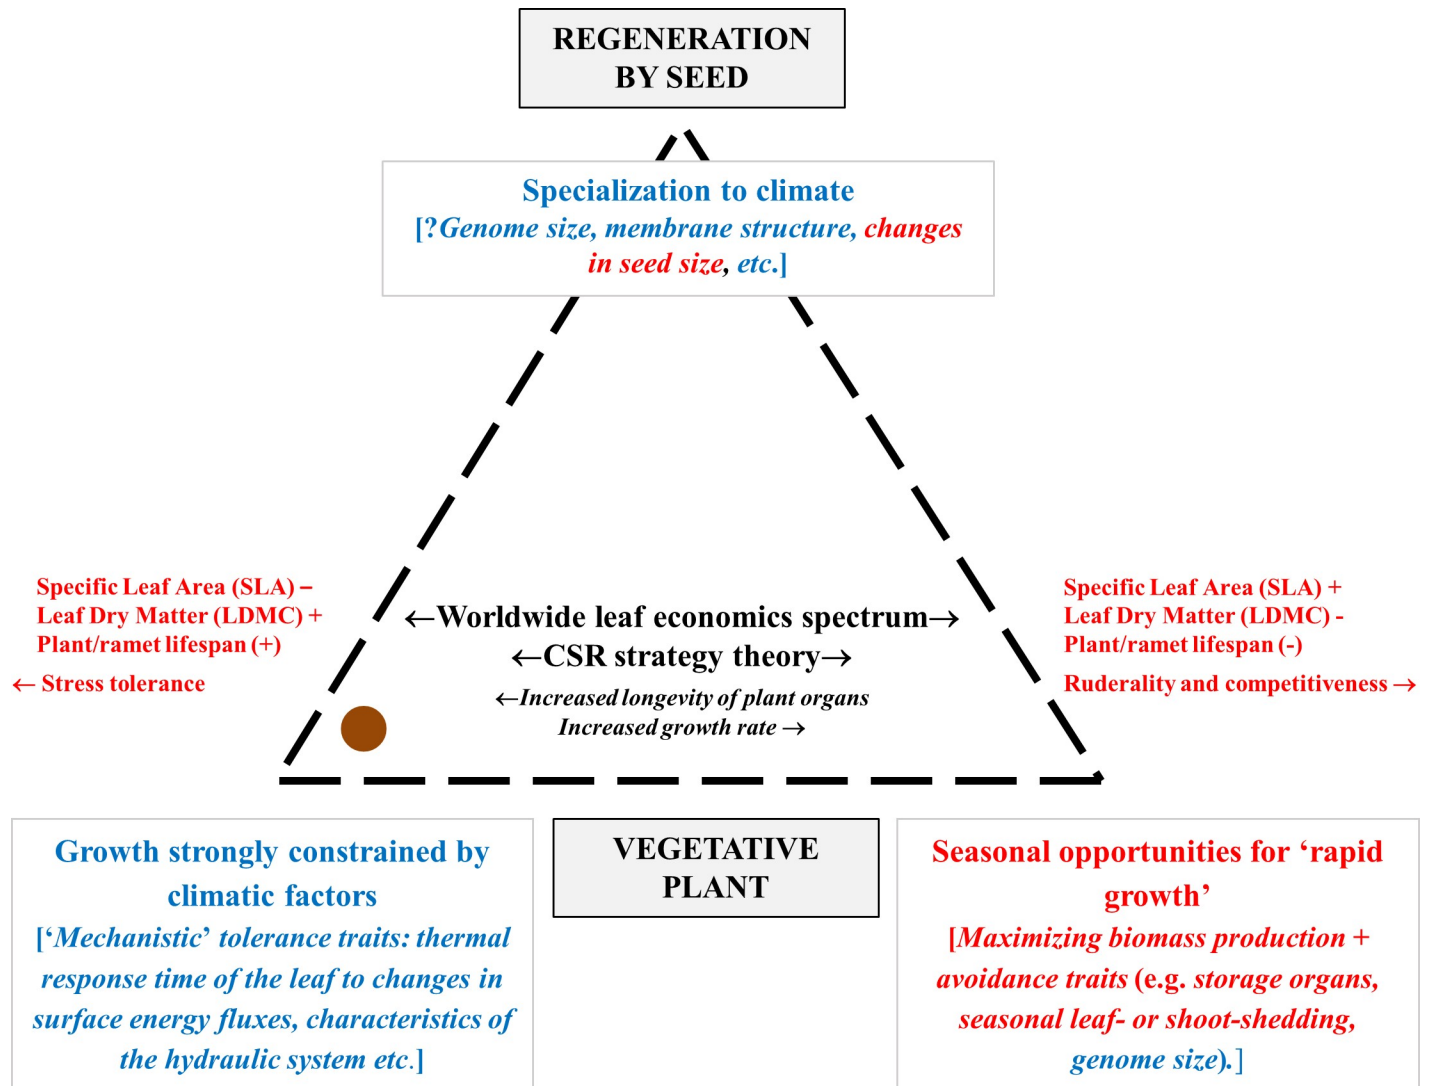 REGENERATION
BY SEED
Specialization to climate
[?Genome size, membrane structure, changes
in seed size, etc.]
Specific Leaf Area (SLA) –
Leaf Dry Matter (LDMC) +
Plant/ramet lifespan (+)
← Stress tolerance
←Worldwide leaf economics spectrum→
←CSR strategy theory→
←Increased longevity of plant organs
Increased growth rate →
Specific Leaf Area (SLA) +
Leaf Dry Matter (LDMC) -
Plant/ramet lifespan (-)
Ruderality and competitiveness →
Growth strongly constrained by
climatic factors
[‘Mechanistic’ tolerance traits: thermal
response time of the leaf to changes in
surface energy fluxes, characteristics of
the hydraulic system etc.]
VEGETATIVE
PLANT
Seasonal opportunities for ‘rapid
growth’
[Maximizing biomass production +
avoidance traits (e.g. storage organs,
seasonal leaf- or shoot-shedding,
genome size).]